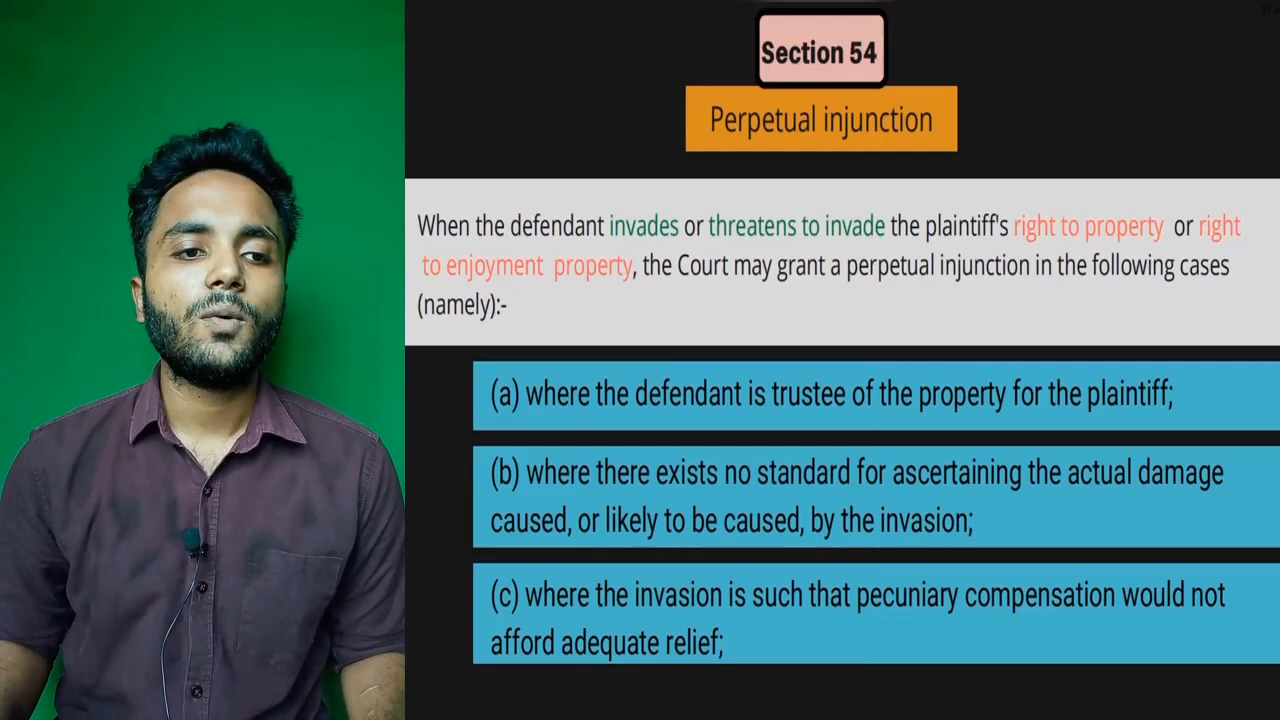 Section 54
Perpetual injunction
When the defendant invades or threatens to invade the plaintiff's right to property or right
to enjoyment property, the Court may grant a perpetual injunction in the following cases
(namely):-
(a) where the defendant is trustee of the property for the plaintiff;
(b) where there exists no standard for ascertaining the actual damage
caused, or likely to be caused, by the invasion;
(c) where the invasion is such that pecuniary compensation would not
afford adequate relief;